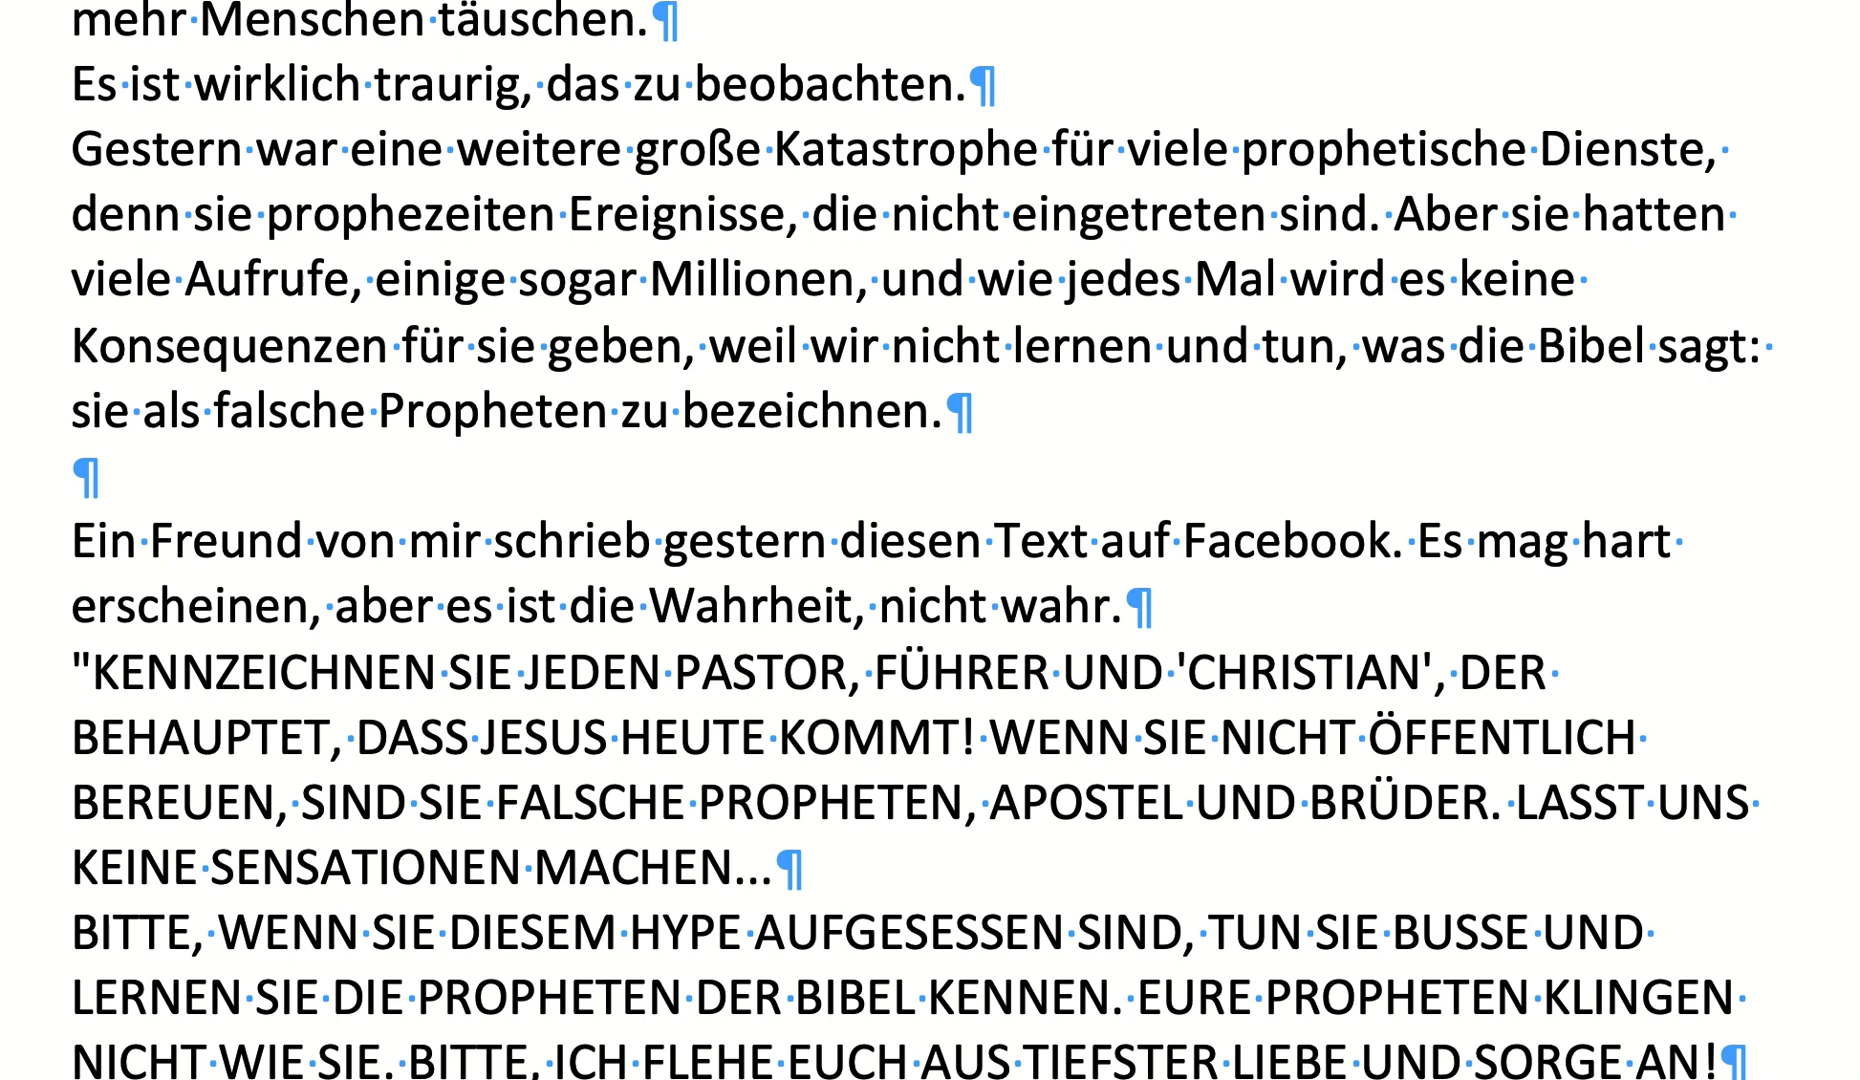 mehr Menschen täuschen.¶
Es ist wirklich traurig, das zu beobachten.¶
Gestern war eine weitere große Katastrophe für viele prophetische Dienste,
denn sie prophezeiten Ereignisse, die nicht eingetreten sind. Aber sie hatten
viele Aufrufe, einige sogar Millionen, und wie jedes Mal wird es keine
Konsequenzen für sie geben, weil wir nicht lernen und tun, was die Bibel sagt:
sie als falsche Propheten zu bezeichnen.¶
¶
Ein Freund von mir schrieb gestern diesen Text auf Facebook. Es mag hart
erscheinen, aber es ist die Wahrheit, nicht wahr.¶
"KENNZEICHNEN SIE JEDEN PASTOR, FÜHRER UND 'CHRISTIAN', DER
BEHAUPTET, DASS JESUS HEUTE KOMMT! WENN SIE NICHT ÖFFENTLICH
BEREUEN, SIND SIE FALSCHE PROPHETEN, APOSTEL UND BRÜDER. LASST UNS
KEINE SENSATIONEN MACHEN...¶
BITTE, WENN SIE DIESEM HYPE AUFGESESSEN SIND, TUN SIE BUSSE UND
LERNEN SIE DIE PROPHETEN DER BIBEL KENNEN. EURE PROPHETEN KLINGEN
NICHT WIE SIE. BITTE, ICH FLEHE EUCH AUS TIEFSTER LIEBE UND SORGE AN!¶